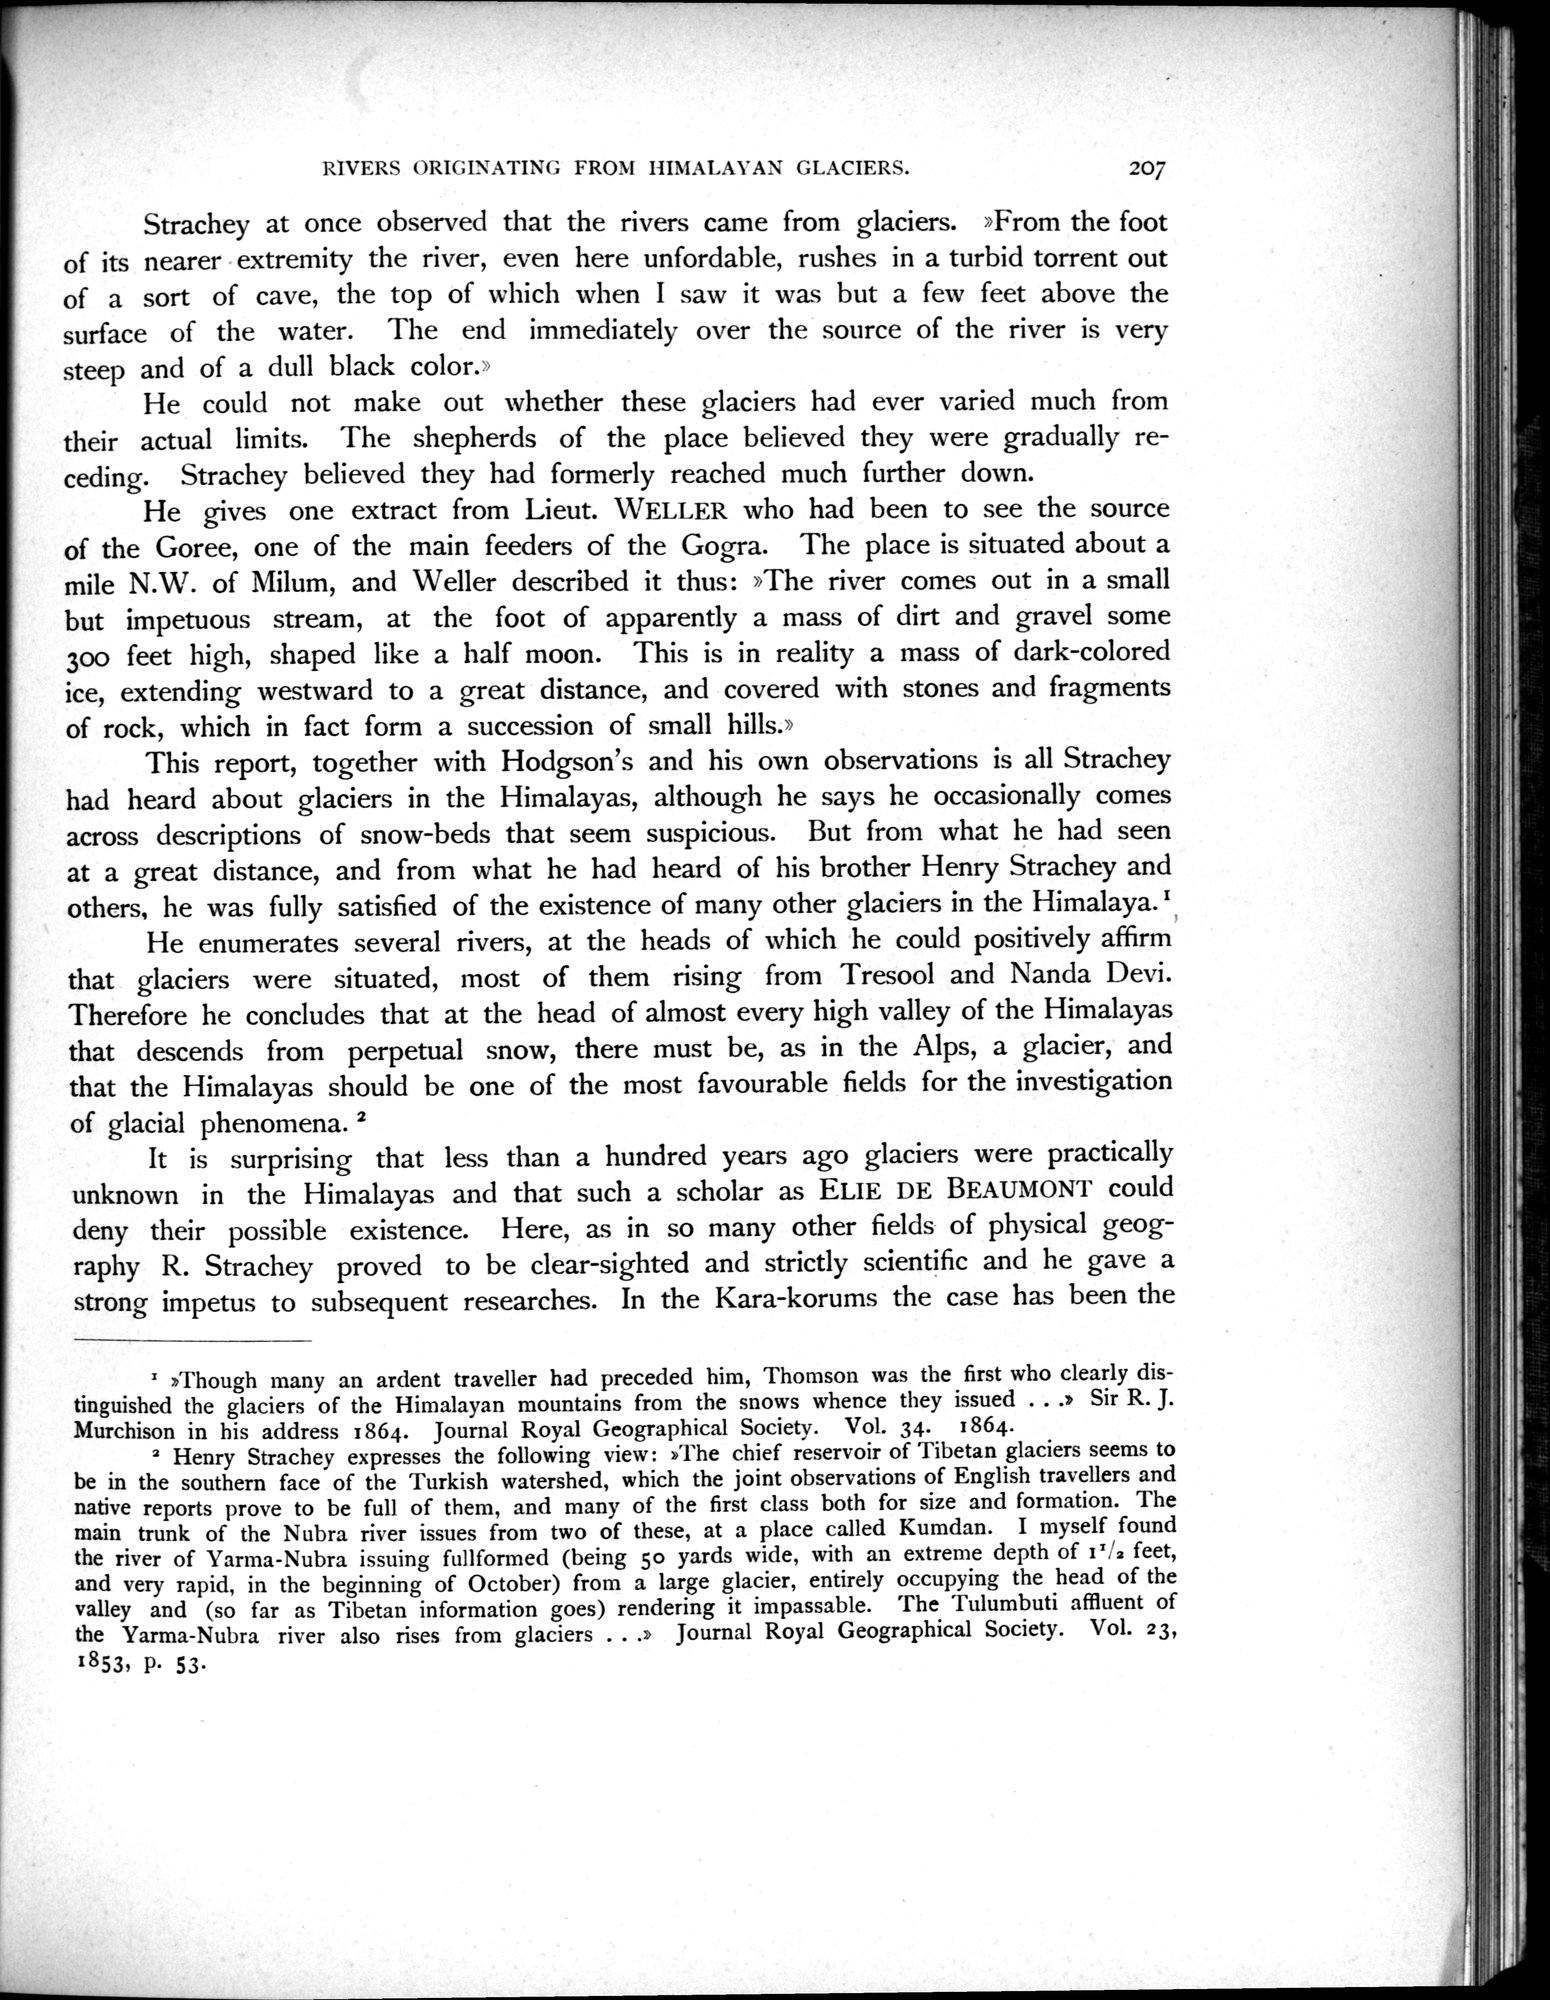 RIVERS ORIGINATING FROM HIMALAYAN GLACIERS. 207
Strachey at once observed that the rivers came from glaciers. »From the foot
of its nearer extremity the river, even here unfordable, rushes in a turbid torrent out
of a sort of cave, the top of which when I saw it was but a few feet above the
surface of the water. The end immediately over the source of the river is very
steep and of a dull black color.»
He could not make out whether these glaciers had ever varied much from
their actual limits. The shepherds of the place believed they were gradually re-
ceding. Strachey believed they had formerly reached much further down.
He gives one extract from Lieut. WELLER who had been to see the source
of the Goree, one of the main feeders of the Gogra. The place is situated about a
mile N.W. of Milum, and Weller described it thus: »The river comes out in a small
but impetuous stream, at the foot of apparently a mass of dirt and gravel some
300 feet high, shaped like a half moon. This is in reality a mass of dark-colored
ice, extending westward to a great distance, and covered with stones and fragments
of rock, which in fact form a succession of small hills.»
This report, together with Hodgson's and his own observations is all Strachey
had heard about glaciers in the Himalayas, although he says he occasionally comes
across descriptions of snow-beds that seem suspicious. But from what he had seen
at a great distance, and from what he had heard of his brother Henry Strachey and
others, he was fully satisfied of the existence of many other glaciers in the Himalaya.¹
He enumerates several rivers, at the heads of which he could positively affirm
that glaciers were situated, most of them rising from Tresool and Nanda Devi.
Therefore he concludes that at the head of almost every high valley of the Himalayas
that descends from perpetual snow, there must be, as in the Alps, a glacier, and
that the Himalayas should be one of the most favourable fields for the investigation
of glacial phenomena. ²
It is surprising that less than a hundred years ago glaciers were practically
unknown in the Himalayas and that such a scholar as ELIE DE BEAUMONT could
deny their possible existence. Here, as in so many other fields of physical geog-
raphy R. Strachey proved to be clear-sighted and strictly scientific and he gave a
strong impetus to subsequent researches. In the Kara-korums the case has been the
¹ »Though many an ardent traveller had preceded him, Thomson was the first who clearly dis-
tinguished the glaciers of the Himalayan mountains from the snows whence they issued . . .» Sir R. J.
Murchison in his address 1864. Journal Royal Geographical Society. Vol. 34. 1864.
² Henry Strachey expresses the following view: »The chief reservoir of Tibetan glaciers seems to
be in the southern face of the Turkish watershed, which the joint observations of English travellers and
native reports prove to be full of them, and many of the first class both for size and formation. The
main trunk of the Nubra river issues from two of these, at a place called Kumdan. I myself found
the river of Yarma-Nubra issuing fullformed (being 50 yards wide, with an extreme depth of 1¹/₂ feet,
and very rapid, in the beginning of October) from a large glacier, entirely occupying the head of the
valley and (so far as Tibetan information goes) rendering it impassable. The Tulumbuti affluent of
the Yarma-Nubra river also rises from glaciers . . .» Journal Royal Geographical Society. Vol. 23,
1853, p. 53.